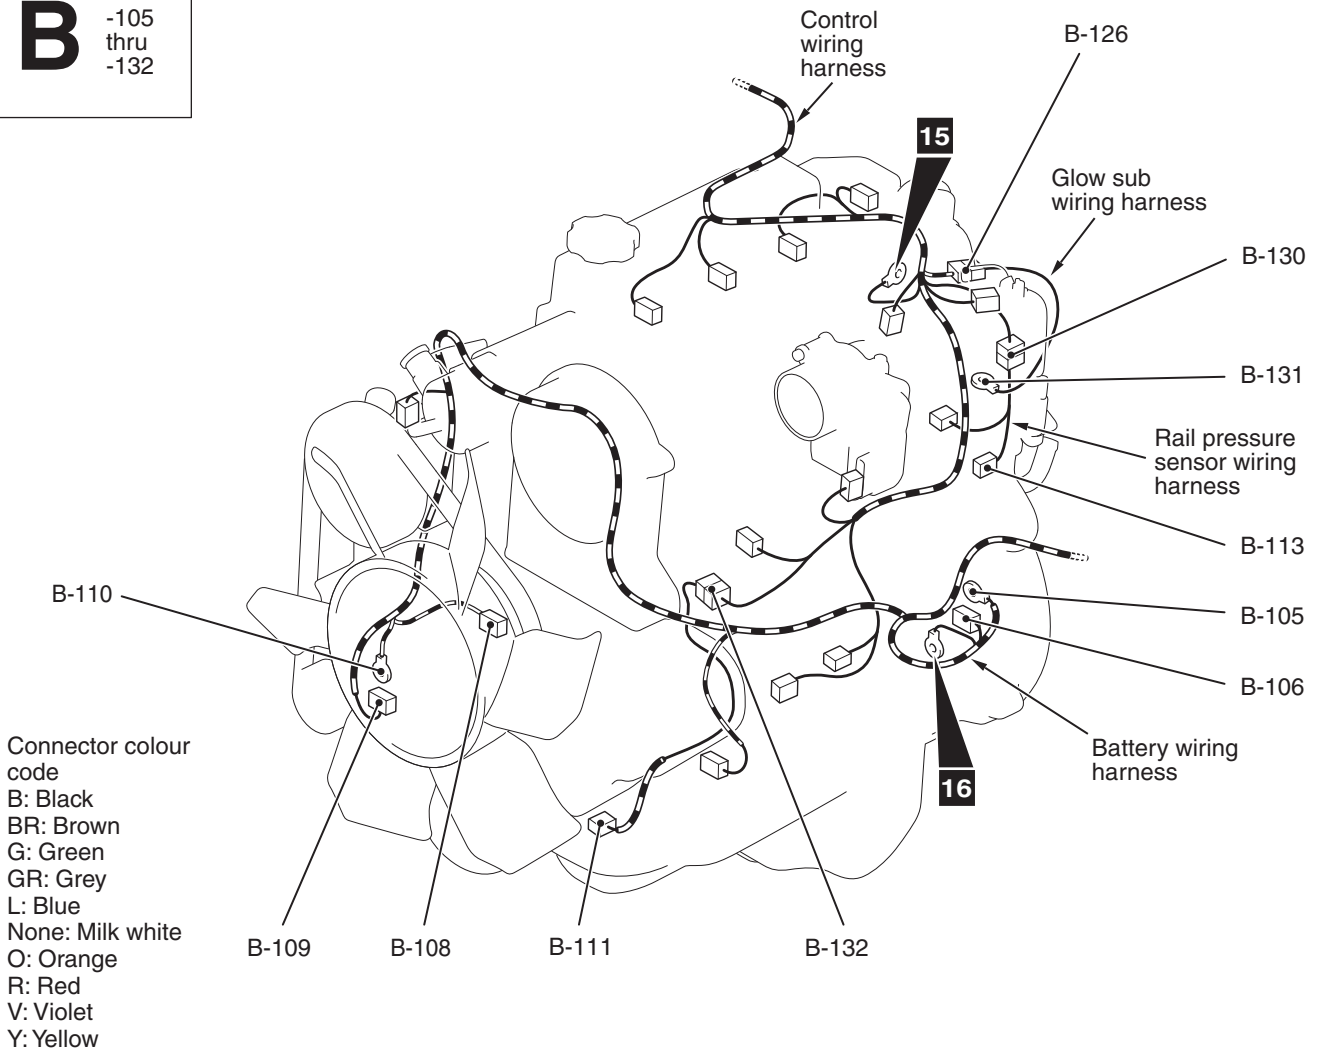 B
-105
thru
-132
Control
wiring
harness
B-126
15
Glow sub
wiring harness
B-130
B-131
Rail pressure
sensor wiring
harness
B-113
B-110
B-105
B-106
Battery wiring
harness
16
Connector colour
code
B: Black
BR: Brown
G: Green
GR: Grey
L: Blue
None: Milk white
O: Orange
R: Red
V: Violet
Y: Yellow
B-109
B-108
B-111
B-132